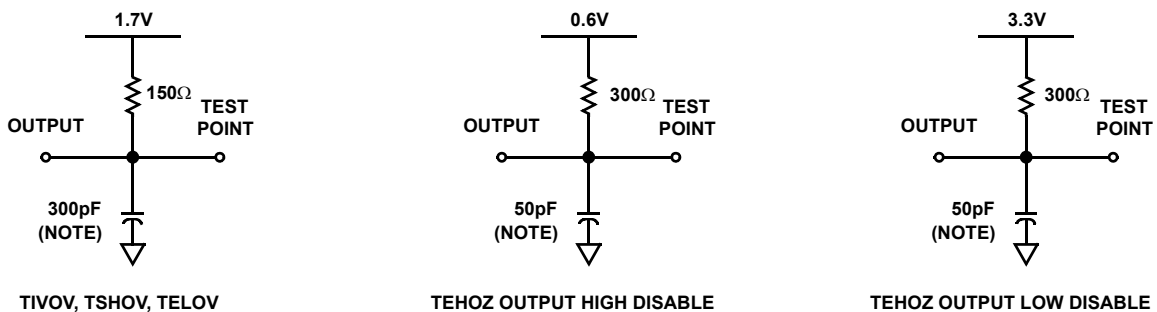 1.7V
150Ω
OUTPUT
TEST
POINT
300pF
(NOTE)
TIVOV, TSHOV, TELOV
0.6V
300Ω
OUTPUT
TEST
POINT
50pF
(NOTE)
TEHOZ OUTPUT HIGH DISABLE
3.3V
300Ω
OUTPUT
TEST
POINT
50pF
(NOTE)
TEHOZ OUTPUT LOW DISABLE